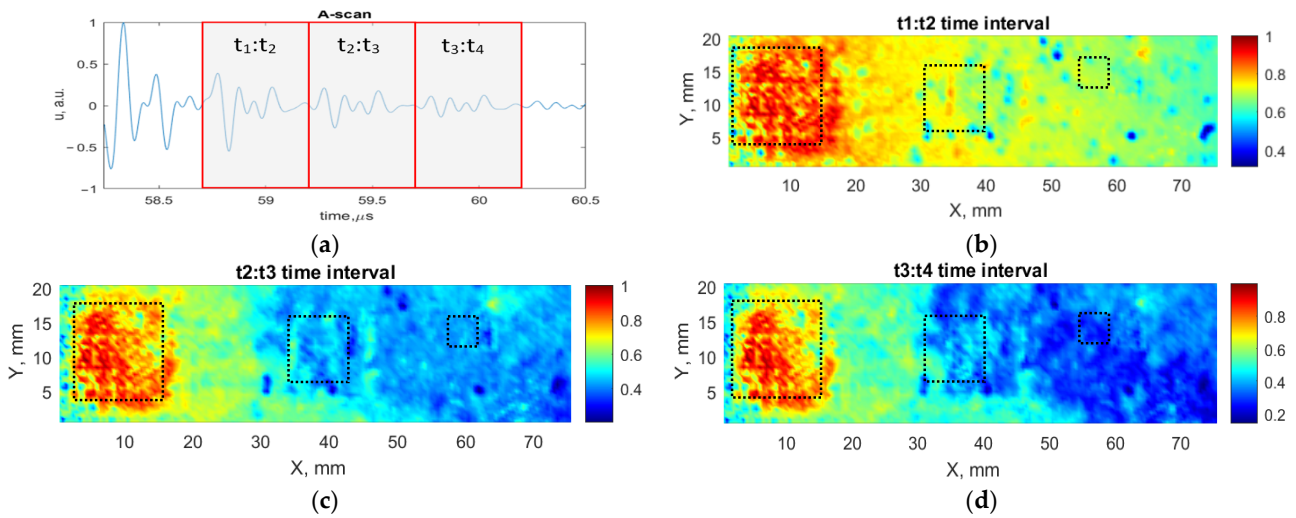 A-scan
t₁:t₂ t₂:t₃ t₃:t₄
1
0.5
0
- 0.5
-1
u, a.u.
58.5 59 59.5 60 60.5
time,μs
(a)
t1:t2 time interval
20
15
10
5
Y, mm
10 20 30 40 50 60 70
X, mm
1
0.8
0.6
0.4
(b)
t2:t3 time interval
20
15
10
5
Y, mm
10 20 30 40 50 60 70
X, mm
1
0.8
0.6
0.4
(c)
t3:t4 time interval
20
15
10
5
Y, mm
10 20 30 40 50 60 70
X, mm
0.8
0.6
0.4
0.2
(d)